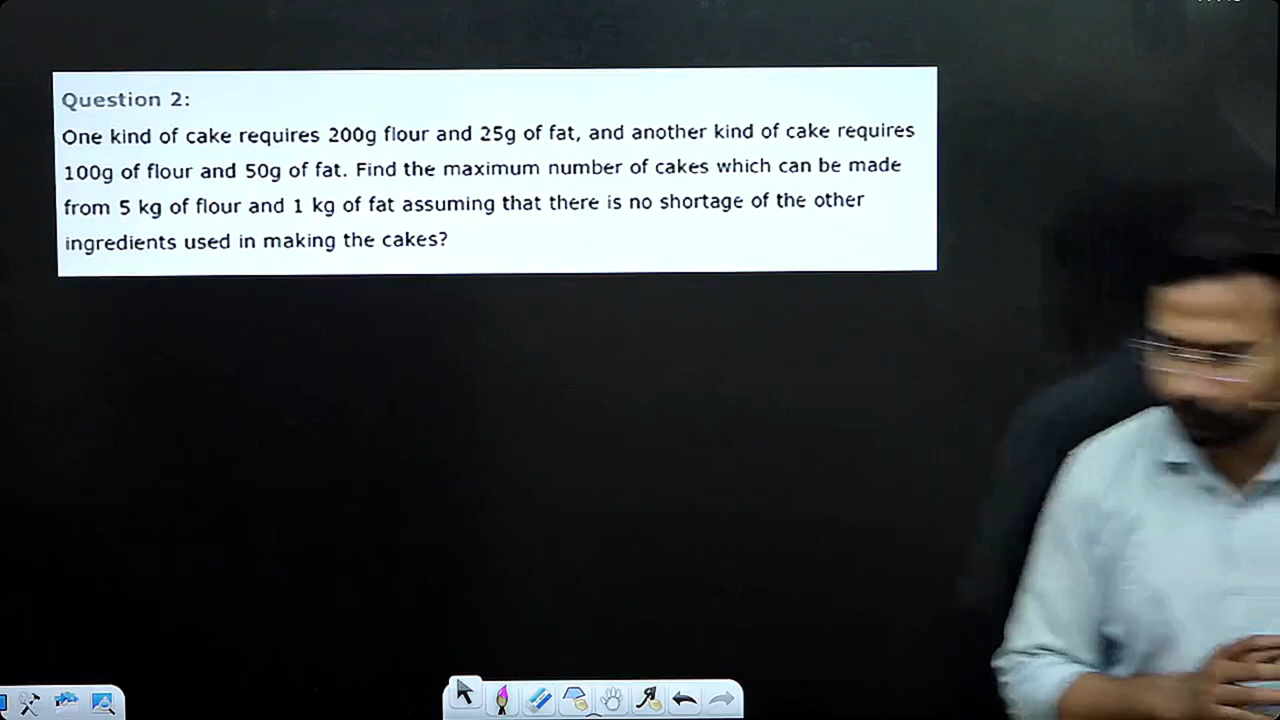 Question 2:
One kind of cake requires 200g flour and 25g of fat, and another kind of cake requires
100g of flour and 50g of fat. Find the maximum number of cakes which can be made
from 5 kg of flour and 1 kg of fat assuming that there is no shortage of the other
ingredients used in making the cakes?